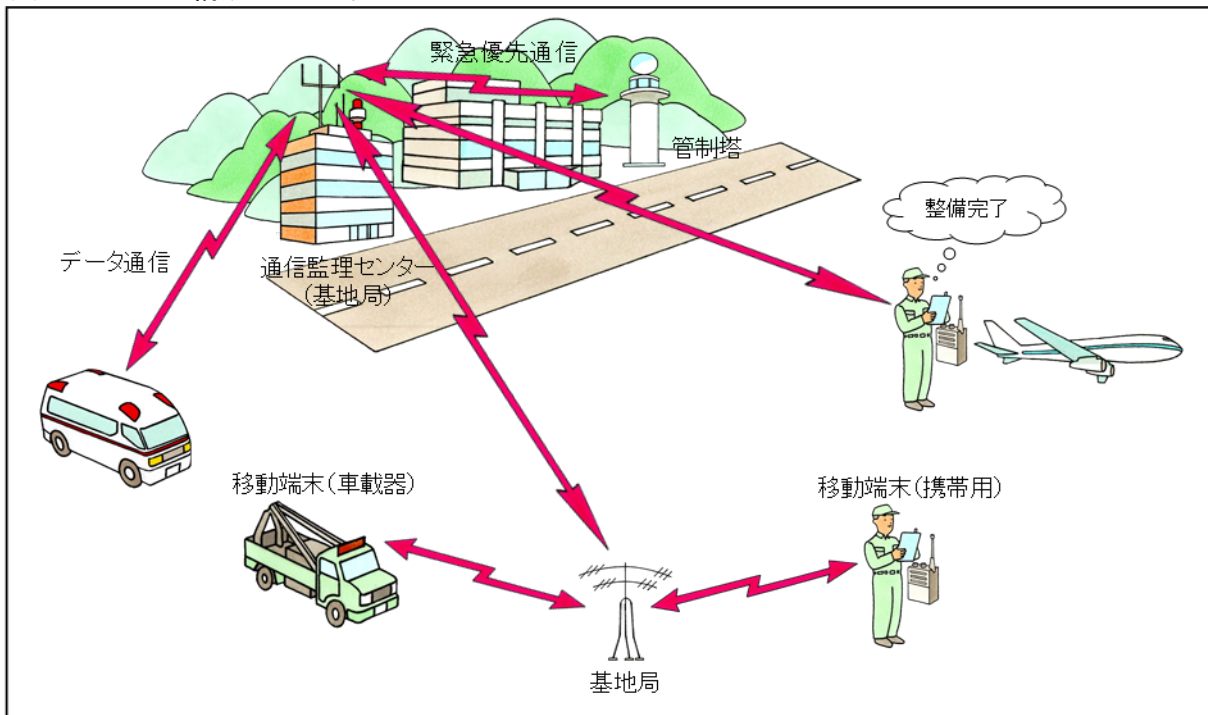 緊急優先通信
管制塔
整備完了
データ通信
通信監理センター
(基地局)
移動端末(車載器)
移動端末(携帯用)
基地局